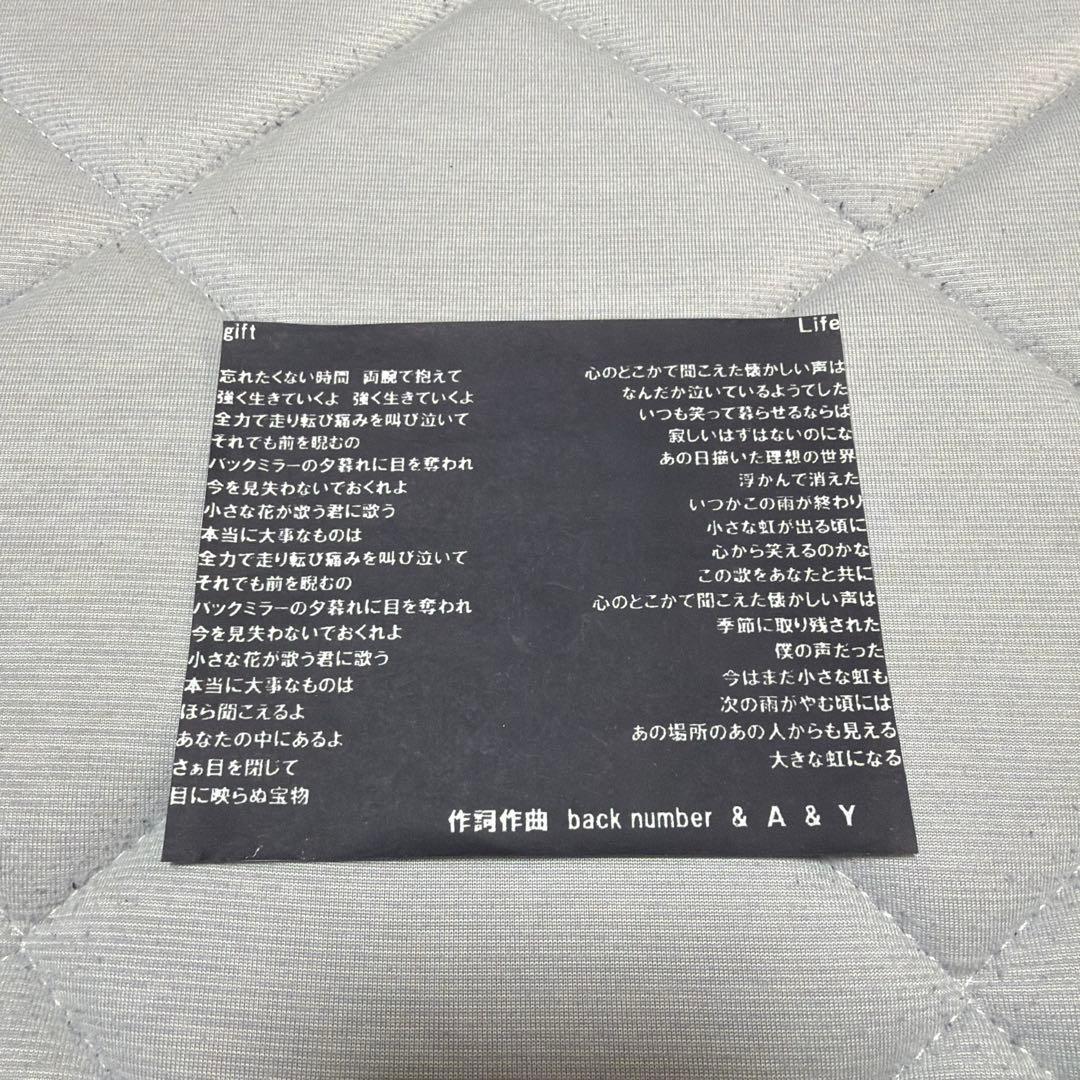 gift
忘れたくない時間 両腕で抱えて
強く生きていくよ 強く生きていくよ
全力で走り転び痛みを叫び泣いて
それでも前を睨むの
バックミラーの夕暮れに目を奪われ
今を見失わないでおくれよ
小さな花が歌う君に歌う
本当に大事なものは
全力で走り転び痛みを叫び泣いて
それでも前を睨むの
バックミラーの夕暮れに目を奪われ
今を見失わないでおくれよ
小さな花が歌う君に歌う
本当に大事なものは
ほら聞こえるよ
あなたの中にあるよ
さぁ目を閉じて
目に映らぬ宝物
Life
心のどこかで聞こえた懐かしい声は
なんだか泣いているようでした
いつも笑って暮らせるならば
寂しいはずはないのにな
あの日描いた理想の世界
浮かんで消えた
いつかこの雨が終わり
小さな虹が出る頃に
心から笑えるのかな
この歌をあなたと共に
心のどこかで聞こえた懐かしい声は
季節に取り残された
僕の声だった
今はまだ小さな虹も
次の雨がやむ頃には
あの場所のあの人からも見える
大きな虹になる
作詞作曲 back number & A & Y